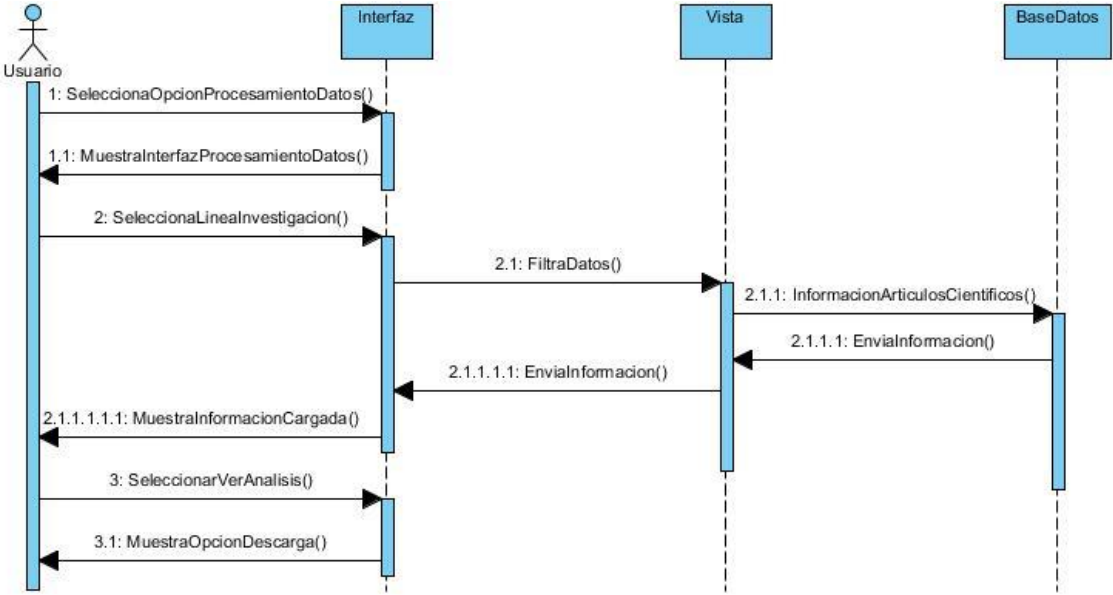 Interfaz
Vista
BaseDatos
Usuario
1: SeleccionaOpcionProcesamientoDatos()
1.1: MuestraInterfazProcesamientoDatos()
2: SeleccionaLineaInvestigacion()
2.1: FiltraDatos()
2.1.1: InformacionArticulosCientificos()
2.1.1.1: EnviaInformacion()
2.1.1.1.1: EnviaInformacion()
2.1.1.1.1.1: MuestraInformacionCargada()
3: SeleccionarVerAnalisis()
3.1: MuestraOpcionDescarga()